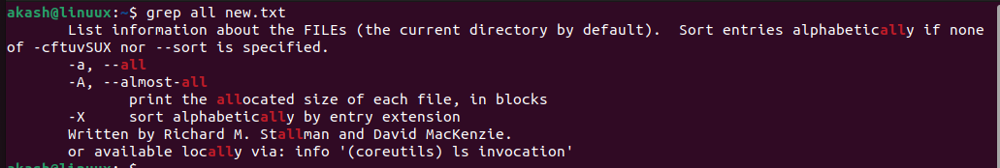 akash@linuux:~$ grep all new.txt
List information about the FILEs (the current directory by default).  Sort entries alphabetically if none
of -cftuvSUX nor --sort is specified.
-a, --all
-A, --almost-all
print the allocated size of each file, in blocks
-X     sort alphabetically by entry extension
Written by Richard M. Stallman and David MacKenzie.
or available locally via: info '(coreutils) ls invocation'
akash@linuux:~$